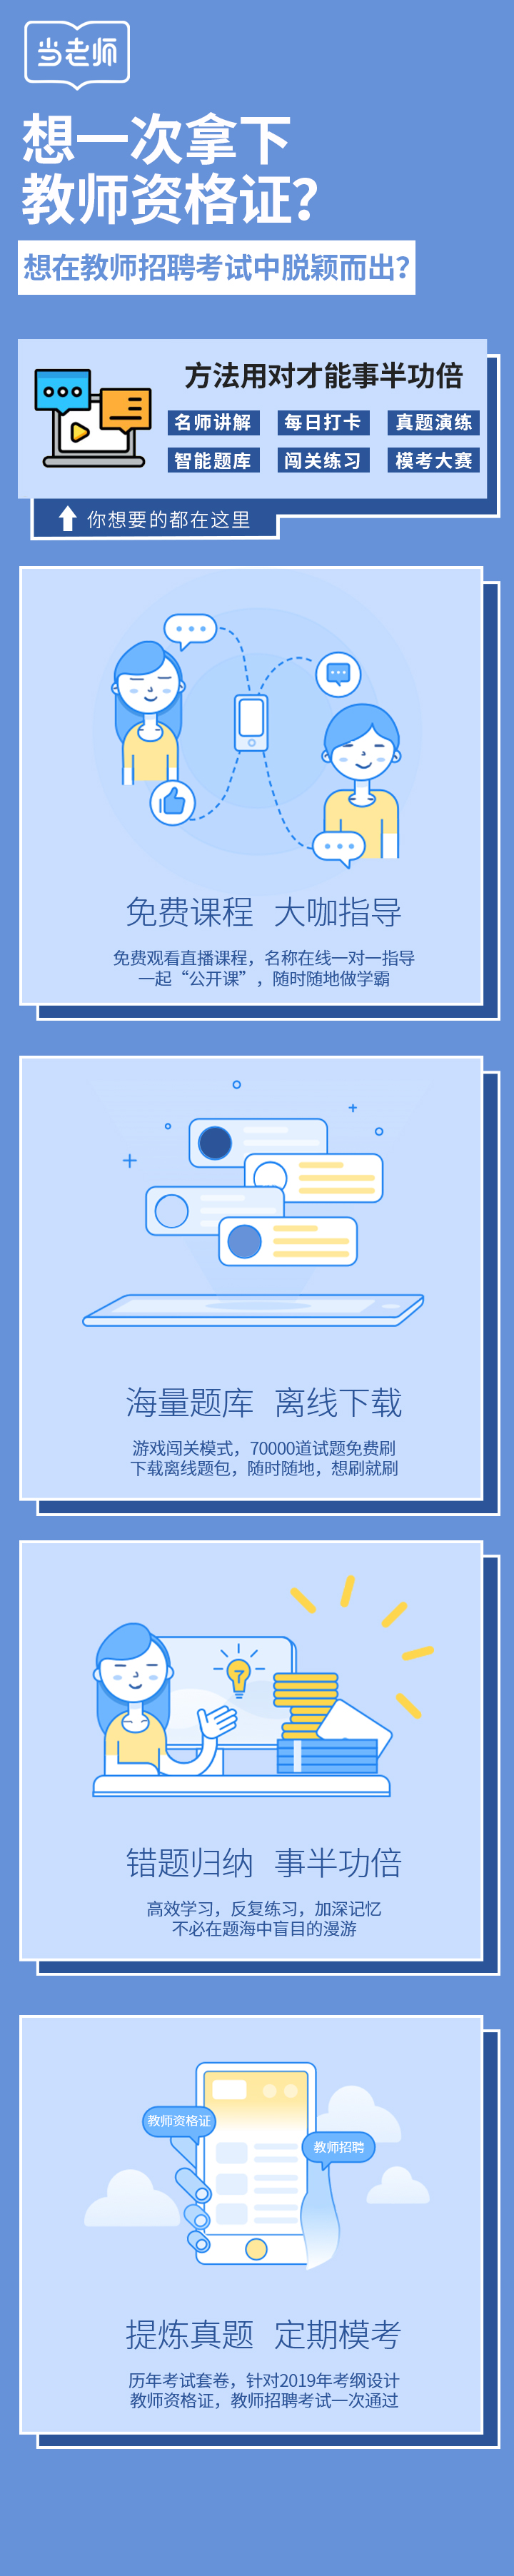 当老师
想一次拿下
教师资格证?
想在教师招聘考试中脱颖而出?
方法用对才能事半功倍
名师讲解 每日打卡 真题演练
智能题库 闯关练习 模考大赛
你想要的都在这里
免费课程 大咖指导
免费观看直播课程，名称在线一对一指导
一起“公开课”，随时随地做学霸
海量题库 离线下载
游戏闯关模式，70000道试题免费刷
下载离线题包，随时随地，想刷就刷
错题归纳 事半功倍
高效学习，反复练习，加深记忆
不必在题海中盲目的漫游
教师资格证
教师招聘
提炼真题 定期模考
历年考试套卷，针对2019年考纲设计
教师资格证，教师招聘考试一次通过